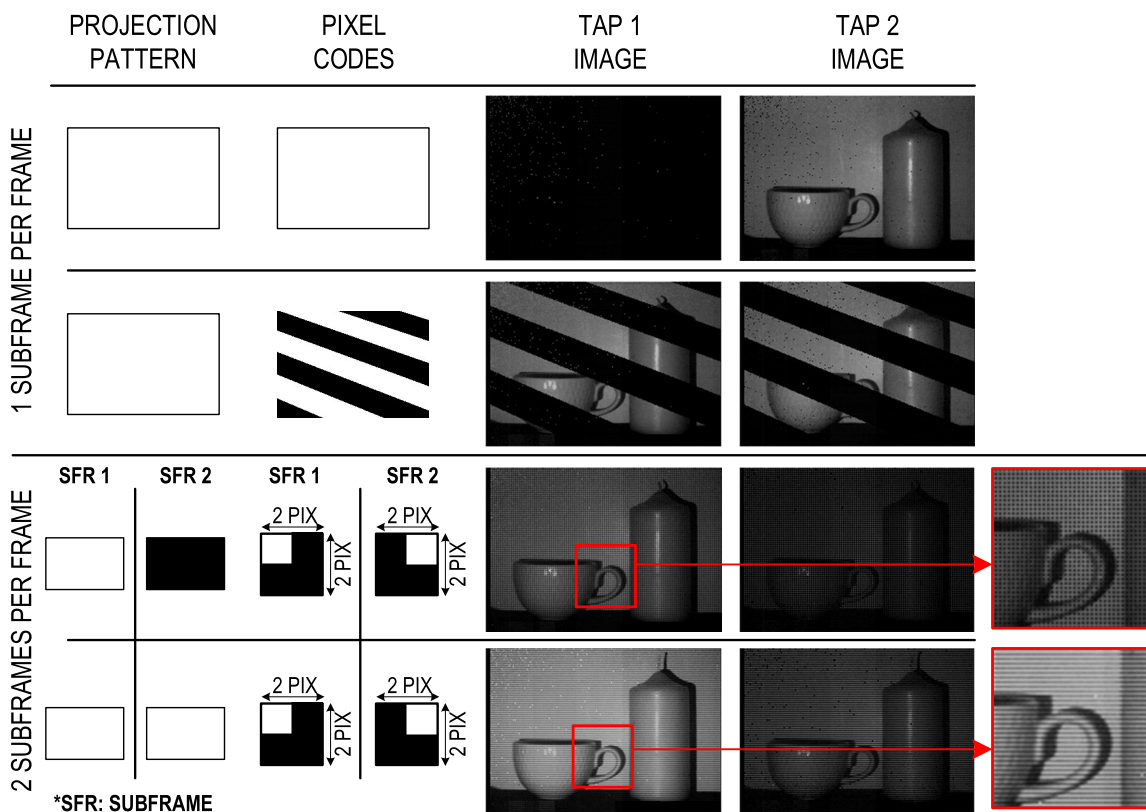 PROJECTION
PATTERN
PIXEL
CODES
TAP 1
IMAGE
TAP 2
IMAGE
1 SUBFRAME PER FRAME
2 SUBFRAMES PER FRAME
SFR 1
SFR 2
SFR 1
SFR 2
2 PIX
2 PIX
2 PIX
2 PIX
2 PIX
2 PIX
2 PIX
2 PIX
*SFR: SUBFRAME